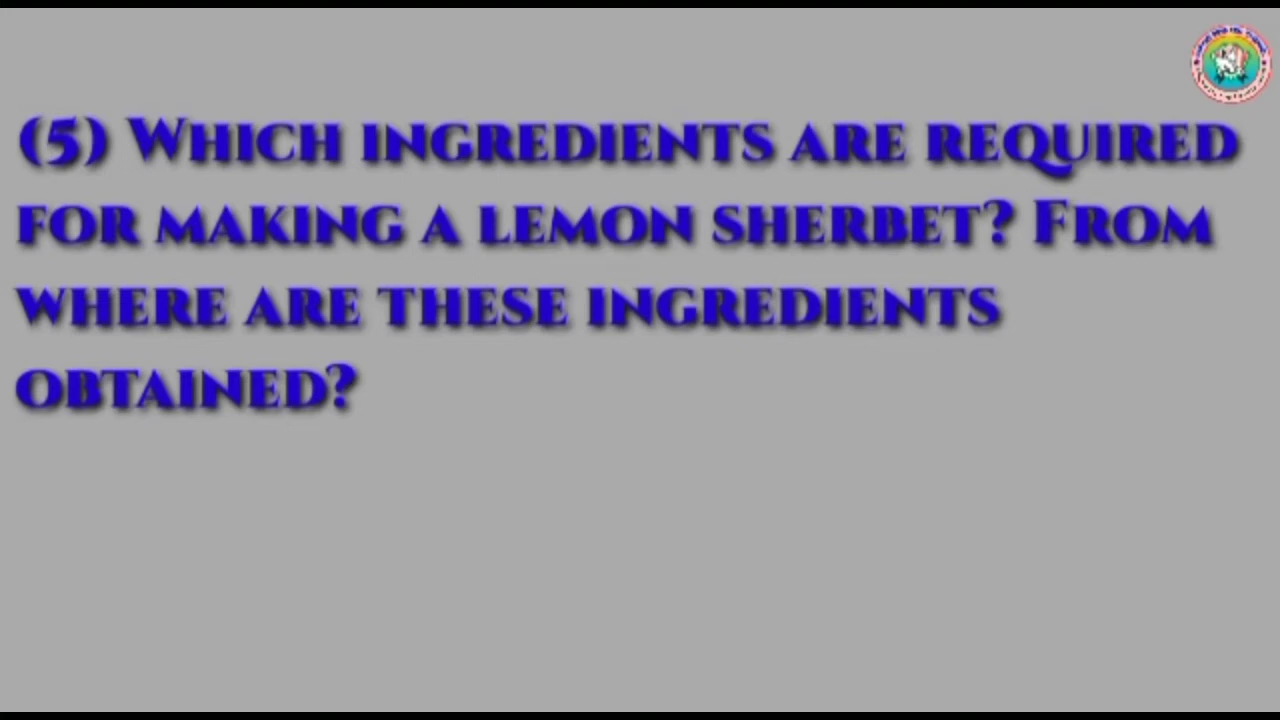 (5) Which ingredients are required
for making a lemon sherbet? From
where are these ingredients
obtained?